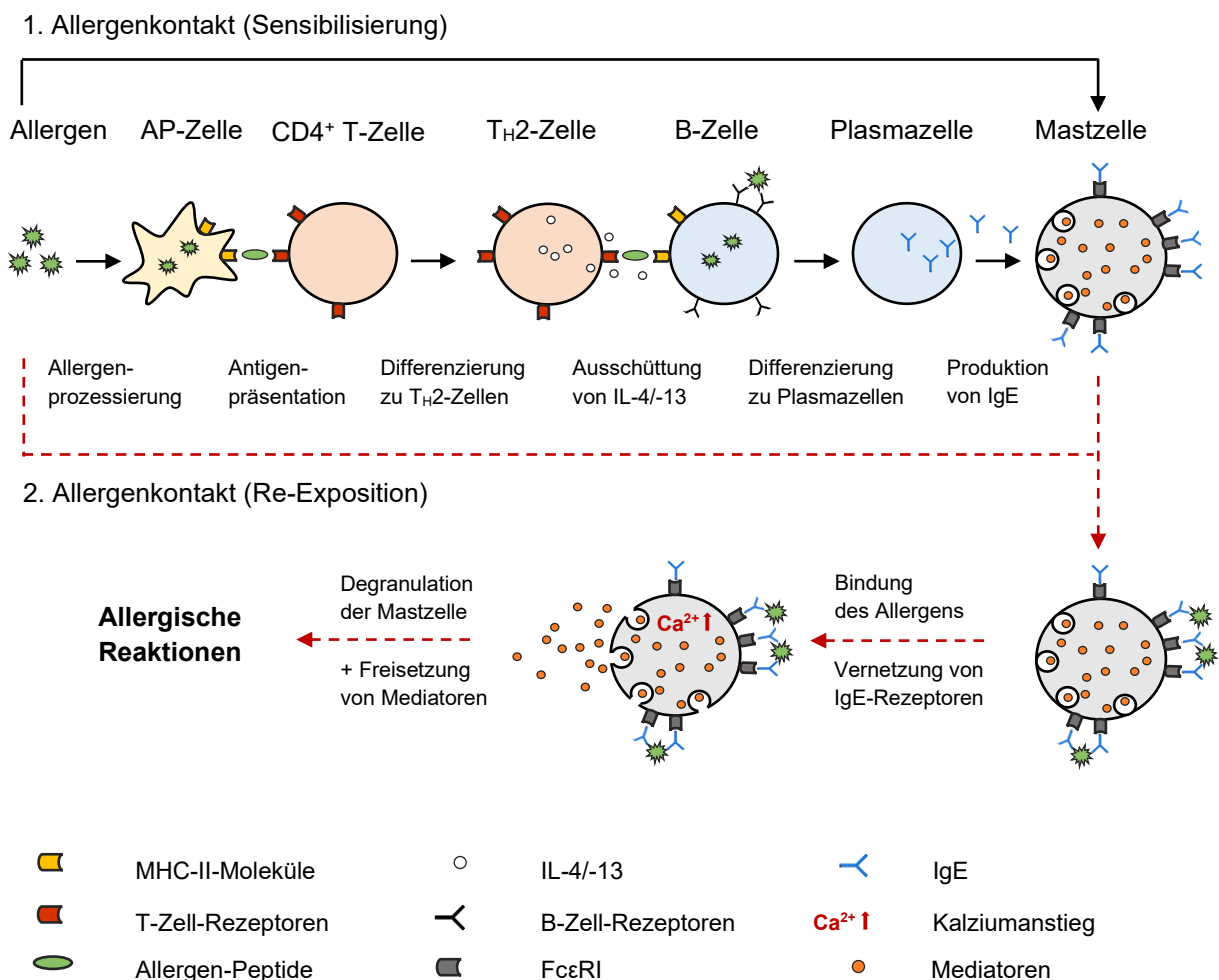 1. Allergenkontakt (Sensibilisierung)
Allergen AP-Zelle CD4⁺ T-Zelle TH2-Zelle B-Zelle Plasmazelle Mastzelle
Allergen-
prozessierung
Antigen-
präsentation
Differenzierung
zu TH2-Zellen
Ausschüttung
von IL-4/-13
Differenzierung
zu Plasmazellen
Produktion
von IgE
2. Allergenkontakt (Re-Exposition)
Allergische
Reaktionen
Degranulation
der Mastzelle
+ Freisetzung
von Mediatoren
Ca²⁺⬆
Bindung
des Allergens
Vernetzung von
IgE-Rezeptoren
MHC-II-Moleküle
IL-4/-13
IgE
T-Zell-Rezeptoren
B-Zell-Rezeptoren
Ca²⁺⬆ Kalziumanstieg
Allergen-Peptide
FcεRI
Mediatoren